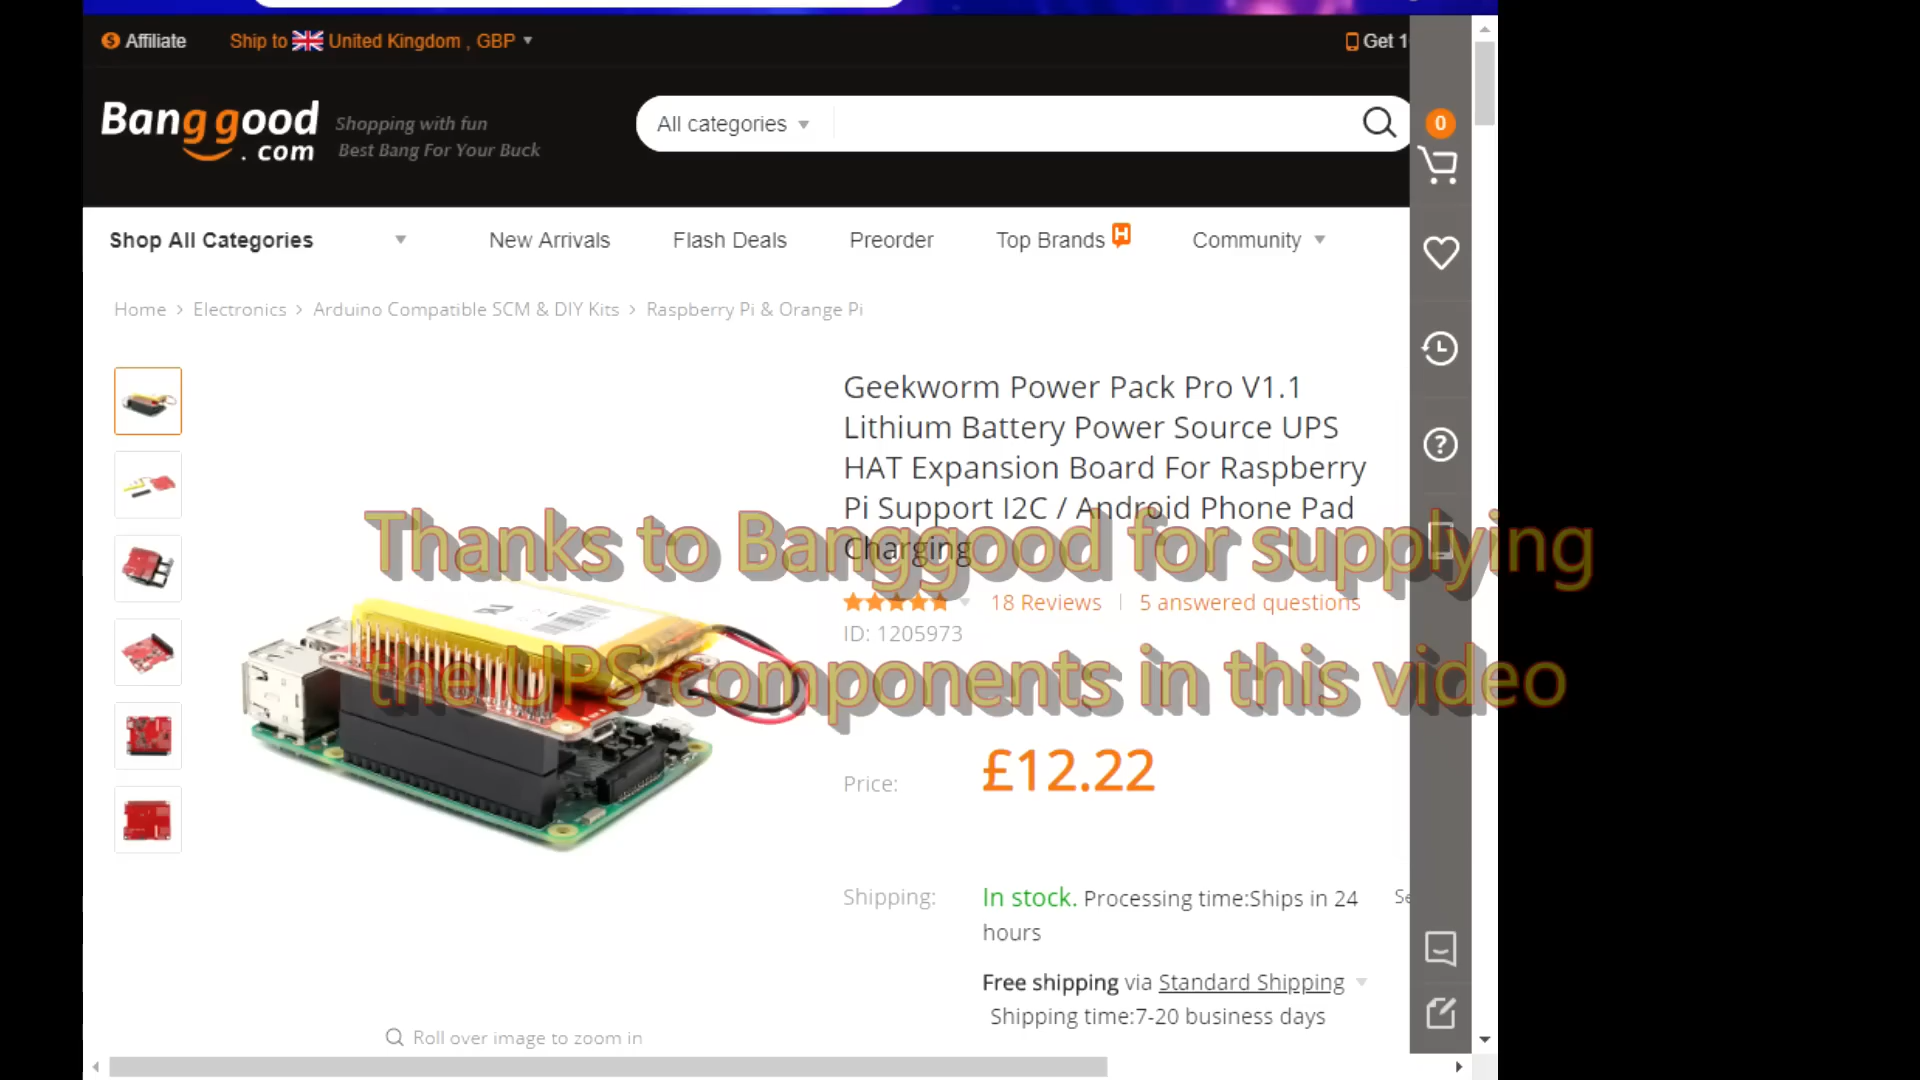 Affiliate
Ship to United Kingdom , GBP
Get 1
Banggood
.com
Shopping with fun
Best Bang For Your Buck
All categories
0
Shop All Categories
New Arrivals
Flash Deals
Preorder
Top Brands
H
Community
Home > Electronics > Arduino Compatible SCM & DIY Kits > Raspberry Pi & Orange Pi
Geekworm Power Pack Pro V1.1
Lithium Battery Power Source UPS
HAT Expansion Board For Raspberry
Pi Support I2C / Android Phone Pad
Charging
Thanks to Banggood for supplying
18 Reviews
5 answered questions
ID: 1205973
the UPS components in this video
Price:
£12.22
Shipping:
In stock. Processing time:Ships in 24
hours
Se
Free shipping via Standard Shipping
Shipping time:7-20 business days
Roll over image to zoom in